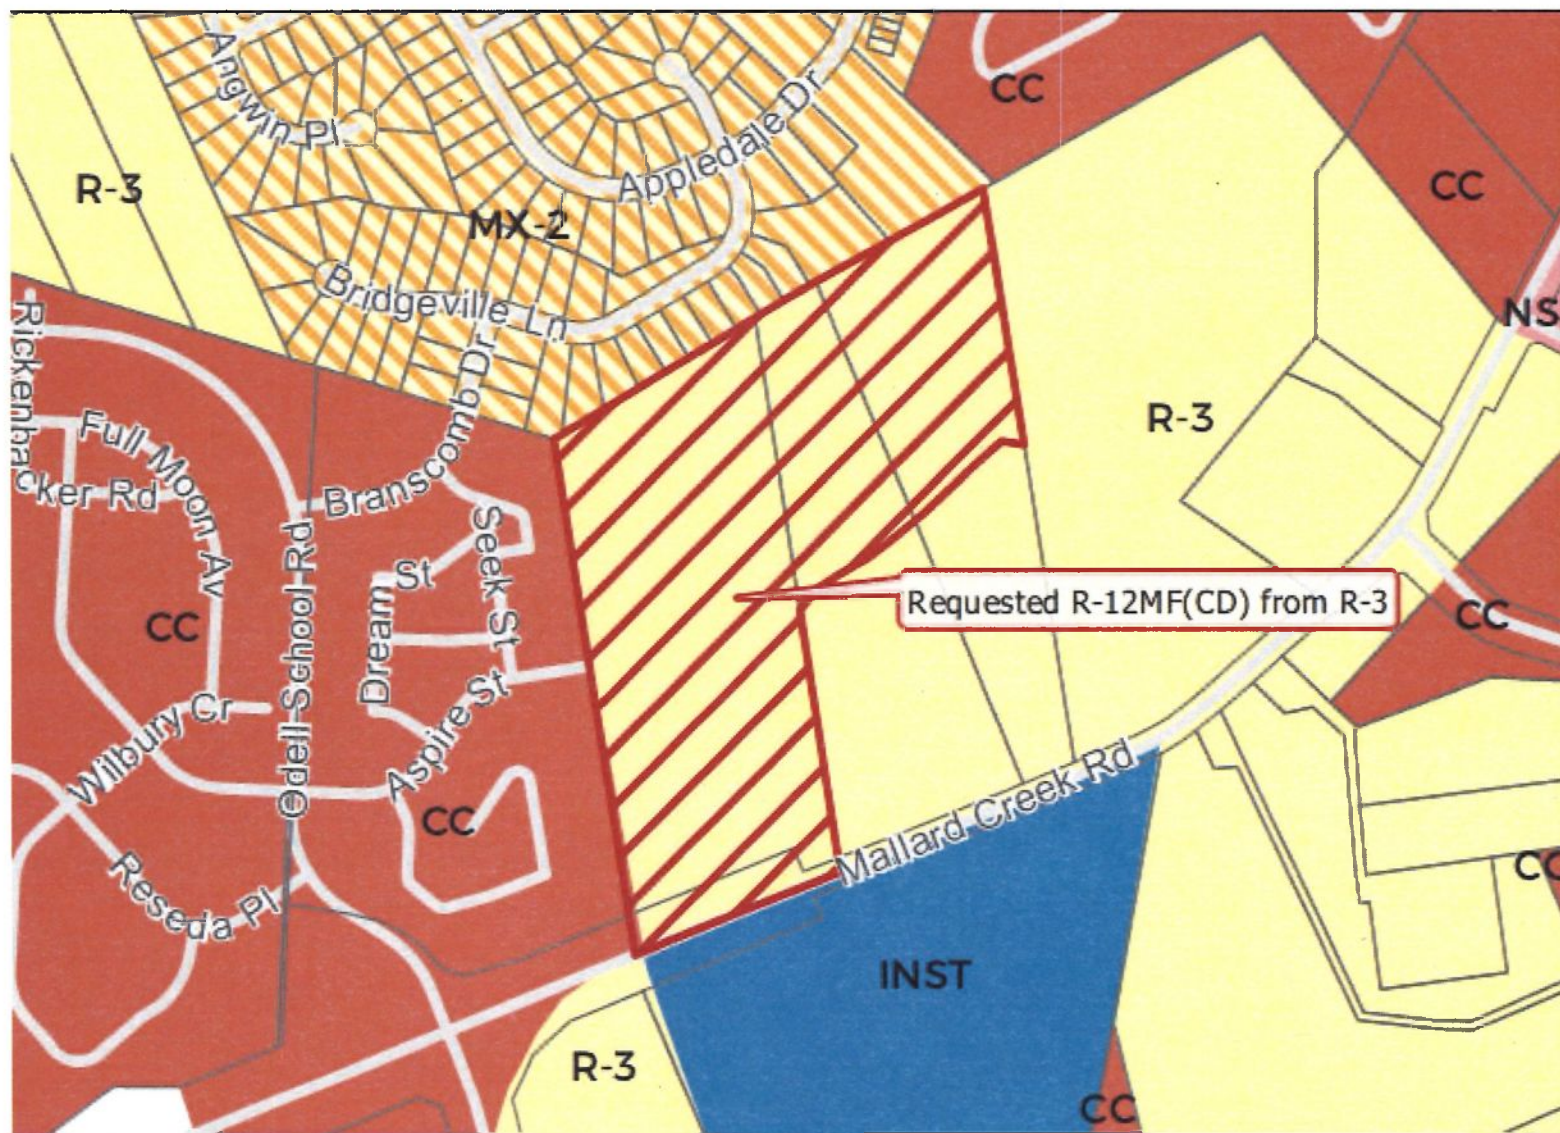 Angwin Pl
Appledale Dr
CC
R-3
CC
MX-2
Bridgeville Ln
NS
Rickenbacker Rd
Branscomb Dr
Full Moon Av
R-3
Seek St
Dream St
Odell School Rd
Requested R-12MF(CD) from R-3
CC
CC
Aspire St
Wilbury Cr
Mallard Creek Rd
CC
CC
Reseda Pl
INST
R-3
CC